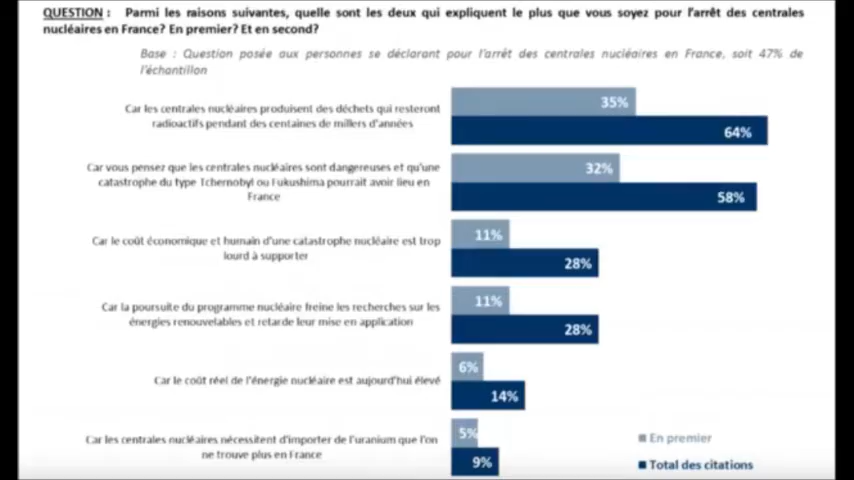 QUESTION : Parmi les raisons suivantes, quelle sont les deux qui expliquent le plus que vous soyez pour l'arrêt des centrales
nucléaires en France? En premier? Et en second?
Base : Question posée aux personnes se déclarant pour l'arrêt des centrales nucléaires en France, soit 47% de
l'échantillon
Car les centrales nucléaires produisent des déchets qui resteront
radioactifs pendant des centaines de millers d'années
35%
64%
Car vous pensez que les centrales nucléaires sont dangereuses et qu'une
catastrophe du type Tchernobyl ou Fukushima pourrait avoir lieu en
France
32%
58%
Car le coût économique et humain d'une catastrophe nucléaire est trop
lourd à supporter
11%
28%
Car la poursuite du programme nucléaire freine les recherches sur les
énergies renouvelables et retarde leur mise en application
11%
28%
Car le coût réel de l'énergie nucléaire est aujourd'hui élevé
6%
14%
Car les centrales nucléaires nécessitent d'importer de l'uranium que l'on
ne trouve plus en France
5%
9%
En premier
Total des citations